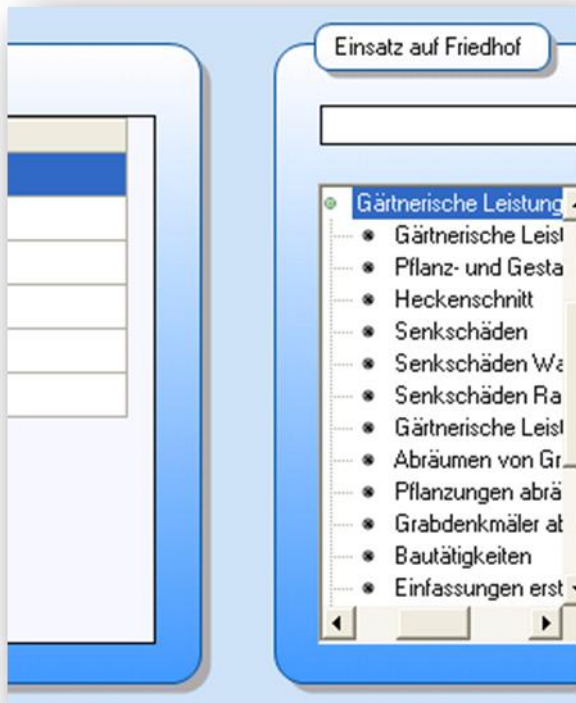 Einsatz auf Friedhof
Gärtnerische Leistung
Gärtnerische Leist
Pflanz- und Gesta
Heckenschnitt
Senkschäden
Senkschäden Wa
Senkschäden Ra
Gärtnerische Leist
Abräumen von Gr
Pflanzungen abrä
Grabdenkmäler ab
Bautätigkeiten
Einfassungen erst